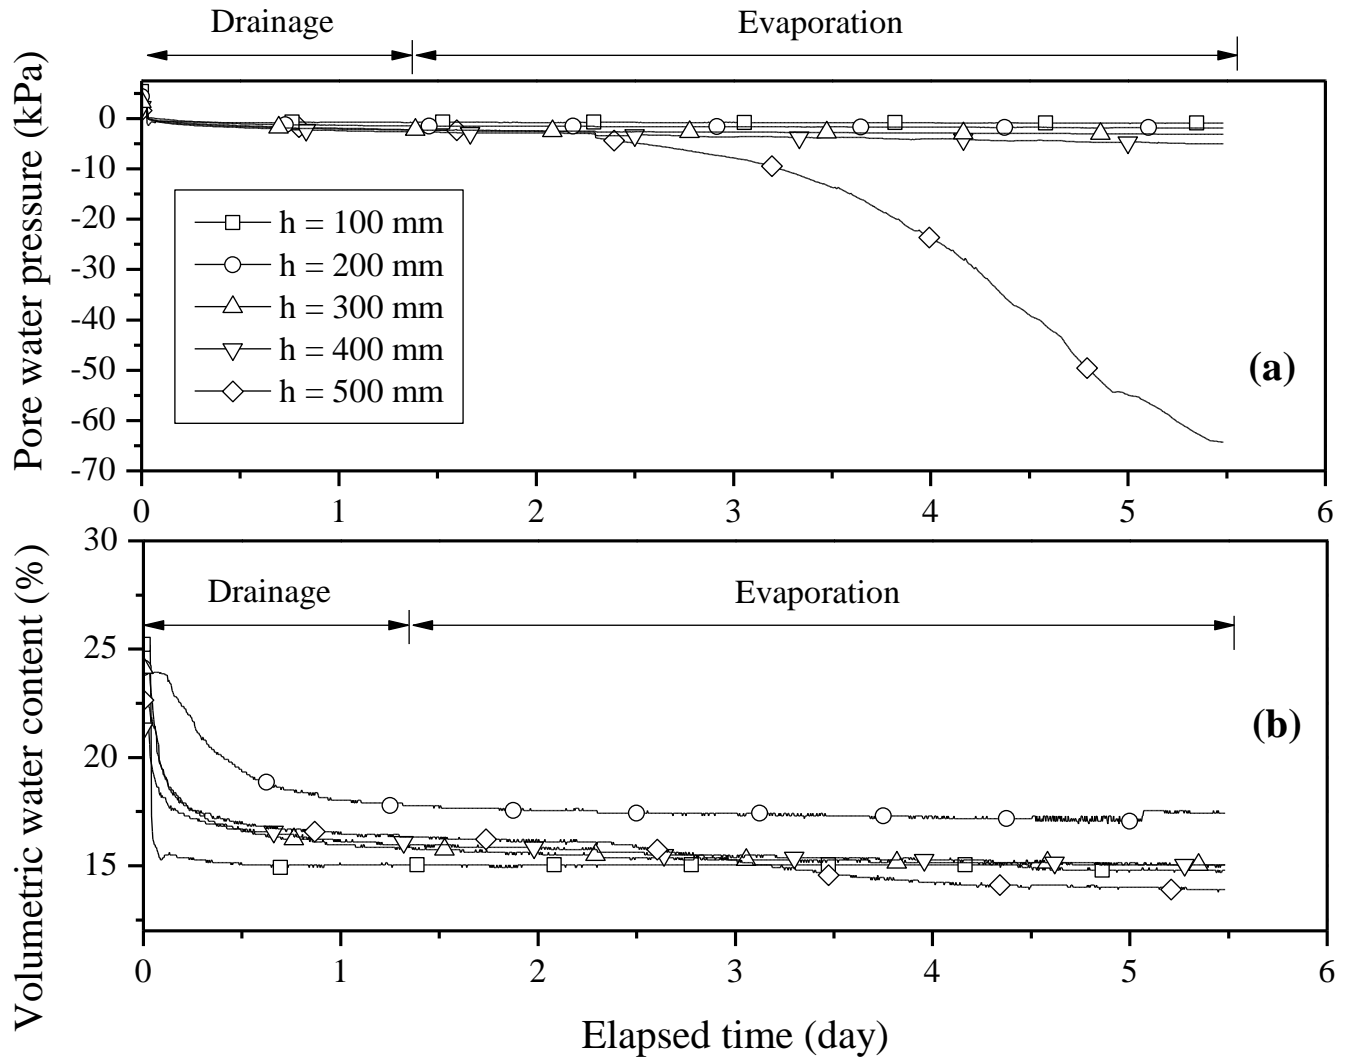 Drainage
Evaporation
Pore water pressure (kPa)
0
-10
-20
-30
-40
-50
-60
-70
h = 100 mm
h = 200 mm
h = 300 mm
h = 400 mm
h = 500 mm
(a)
0
1
2
3
4
5
6
Volumetric water content (%)
30
25
20
15
Drainage
Evaporation
(b)
0
1
2
3
4
5
6
Elapsed time (day)